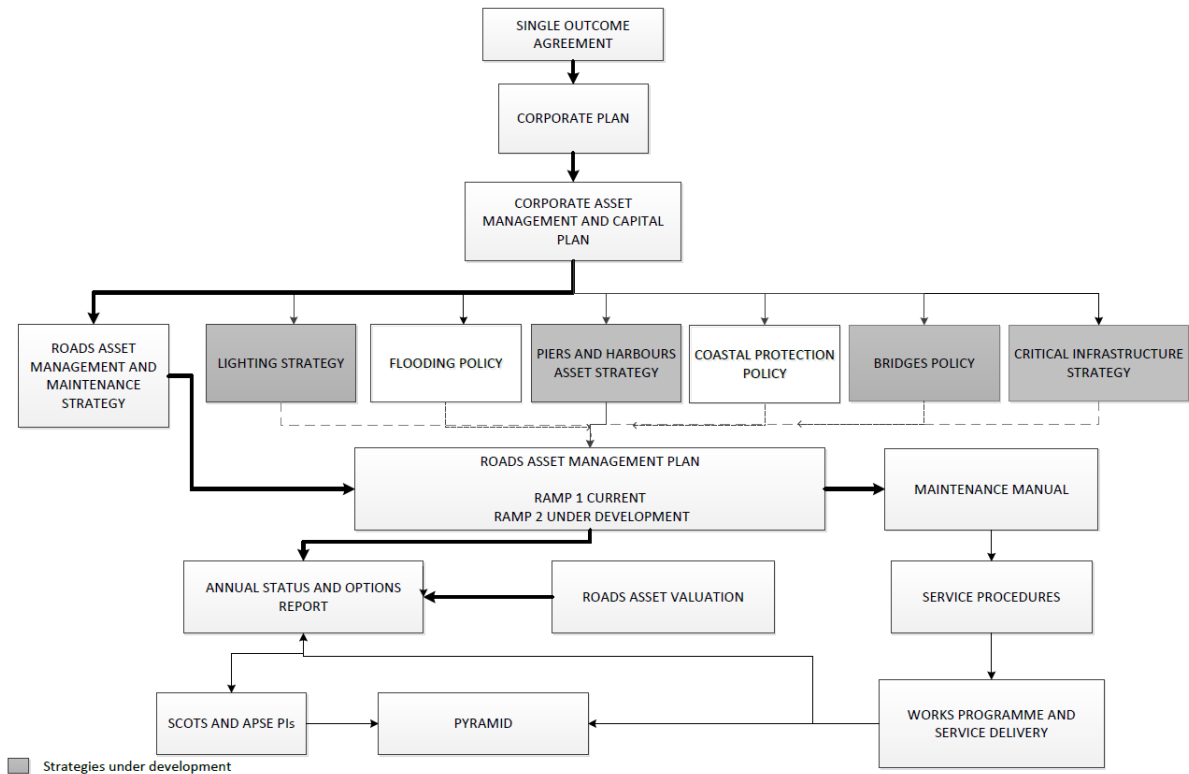 SINGLE OUTCOME
AGREEMENT
CORPORATE PLAN
CORPORATE ASSET
MANAGEMENT AND CAPITAL
PLAN
ROADS ASSET
MANAGEMENT AND
MAINTENANCE
STRATEGY
LIGHTING STRATEGY
FLOODING POLICY
PIERS AND HARBOURS
ASSET STRATEGY
COASTAL PROTECTION
POLICY
BRIDGES POLICY
CRITICAL INFRASTRUCTURE
STRATEGY
ROADS ASSET MANAGEMENT PLAN
RAMP 1 CURRENT
RAMP 2 UNDER DEVELOPMENT
MAINTENANCE MANUAL
ANNUAL STATUS AND OPTIONS
REPORT
ROADS ASSET VALUATION
SERVICE PROCEDURES
SCOTS AND APSE PIs
PYRAMID
WORKS PROGRAMME AND
SERVICE DELIVERY
Strategies under development